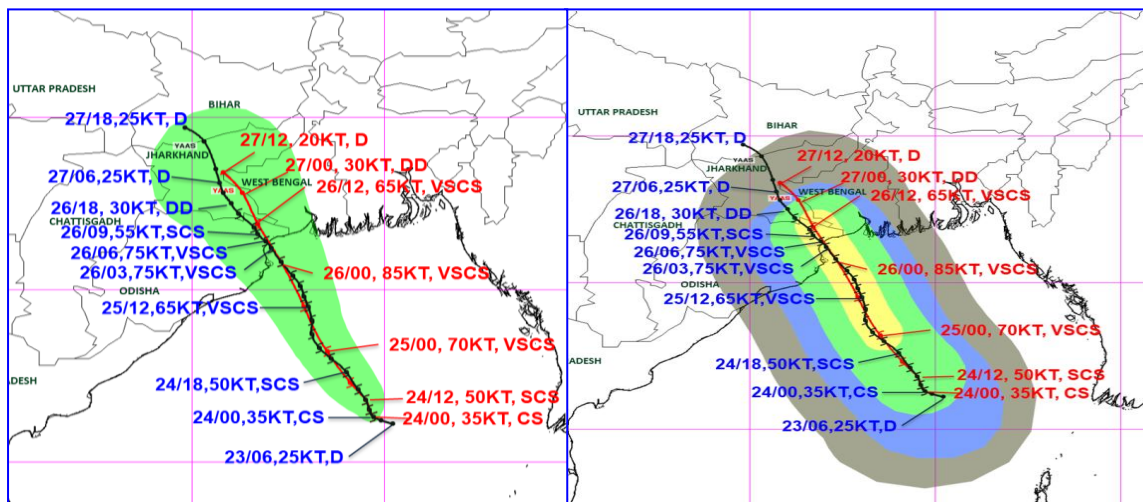 UTTAR PRADESH
BIHAR
27/18,25KT, D
YAAS
JHARKHAND
27/12, 20KT, D
27/00, 30KT, DD
27/06,25KT, D
YAAS
WEST BENGAL
26/12, 65KT, VSCS
26/18, 30KT, DD
CHATTISGADH
26/09,55KT, SCS
26/06,75KT,VSCS
26/03,75KT,VSCS
26/00, 85KT, VSCS
ODISHA
25/12,65KT,VSCS
25/00, 70KT, VSCS
24/18,50KT,SCS
ADESH
24/12, 50KT, SCS
24/00,35KT,CS
24/00, 35KT, CS
23/06,25KT,D
UTTAR PRADESH
BIHAR
27/18,25KT, D
YAAS
JHARKHAND
27/12, 20KT, D
27/00, 30KT, DD
27/06,25KT, D
YAAS
WEST BENGAL
26/12, 65KT, VSCS
26/18, 30KT, DD
CHATTISGADH
26/09,55KT, SCS
26/06,75KT,VSCS
26/03,75KT,VSCS
26/00, 85KT, VSCS
ODISHA
25/12,65KT,VSCS
25/00, 70KT, VSCS
24/18,50KT,SCS
ADESH
24/12, 50KT, SCS
24/00,35KT,CS
24/00, 35KT, CS
23/06,25KT,D